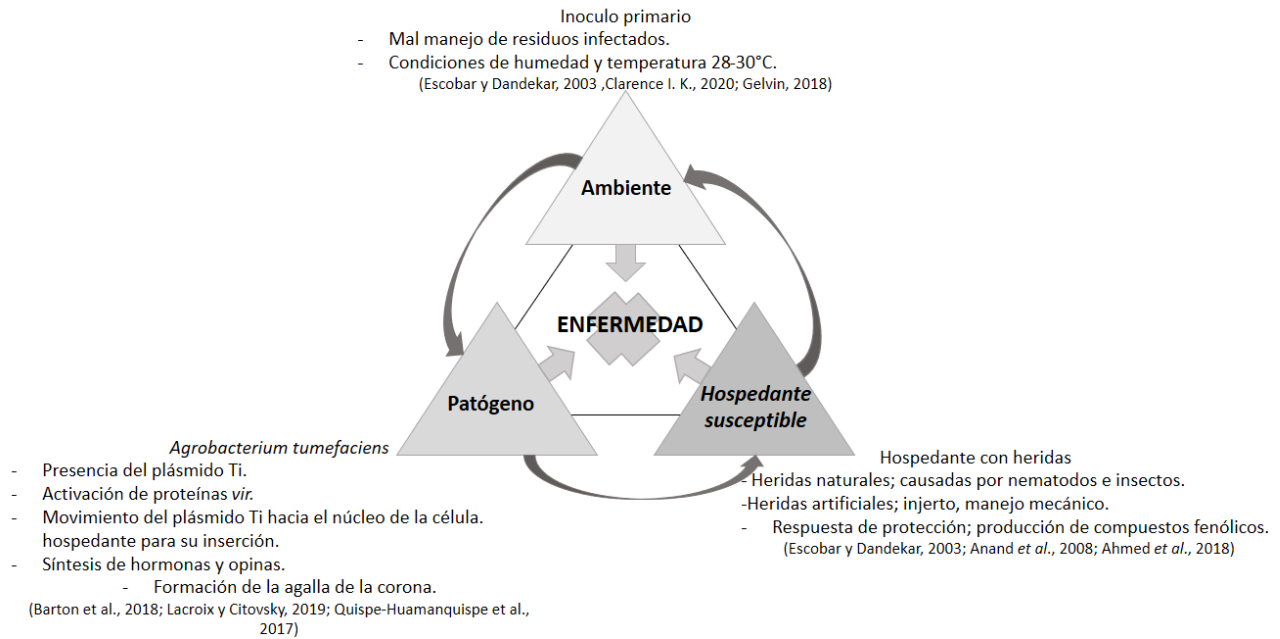 Inoculo primario
- Mal manejo de residuos infectados.
- Condiciones de humedad y temperatura 28-30°C.
(Escobar y Dandekar, 2003 ,Clarence I. K., 2020; Gelvin, 2018)
Ambiente
ENFERMEDAD
Patógeno
Hospedante
susceptible
Agrobacterium tumefaciens
- Presencia del plásmido Ti.
- Activación de proteínas vir.
- Movimiento del plásmido Ti hacia el núcleo de la célula.
hospedante para su inserción.
- Síntesis de hormonas y opinas.
- Formación de la agalla de la corona.
(Barton et al., 2018; Lacroix y Citovsky, 2019; Quispe-Huamanquispe et al.,
2017)
Hospedante con heridas
- Heridas naturales; causadas por nematodos e insectos.
-Heridas artificiales; injerto, manejo mecánico.
- Respuesta de protección; producción de compuestos fenólicos.
(Escobar y Dandekar, 2003; Anand et al., 2008; Ahmed et al., 2018)